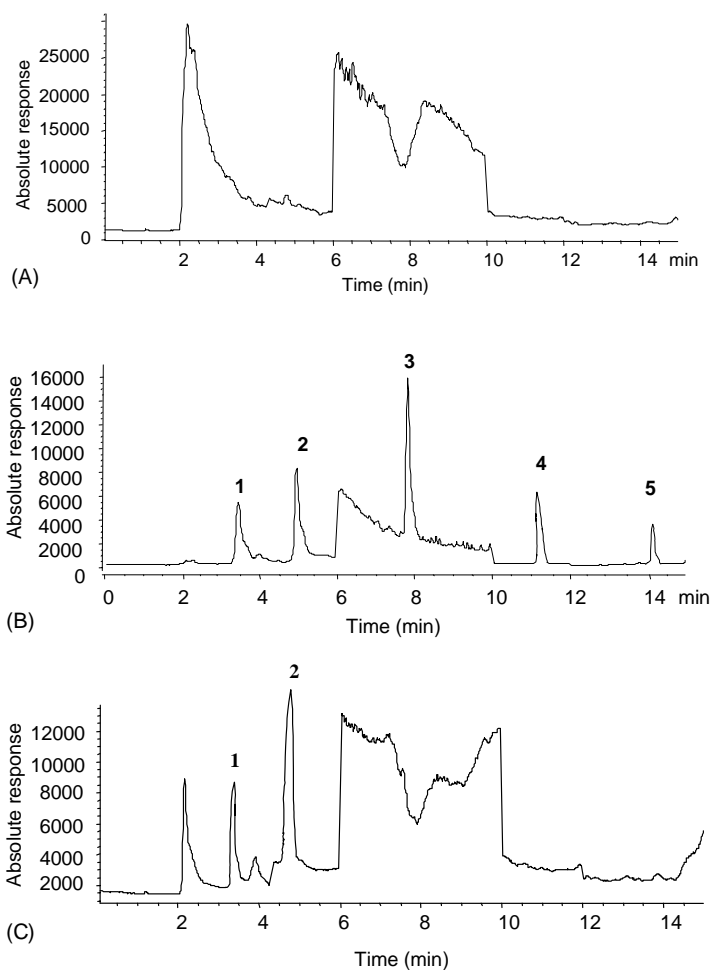 Absolute response
25000
20000
15000
10000
5000
0
2 4 6 8 10 12 14 min
Time (min)
(A)
Absolute response
16000
14000
12000
10000
8000
6000
4000
2000
0
1 2 3 4 5
0 2 4 6 8 10 12 14 min
Time (min)
(B)
Absolute response
12000
10000
8000
6000
4000
2000
1 2
2 4 6 8 10 12 14
Time (min)
(C)